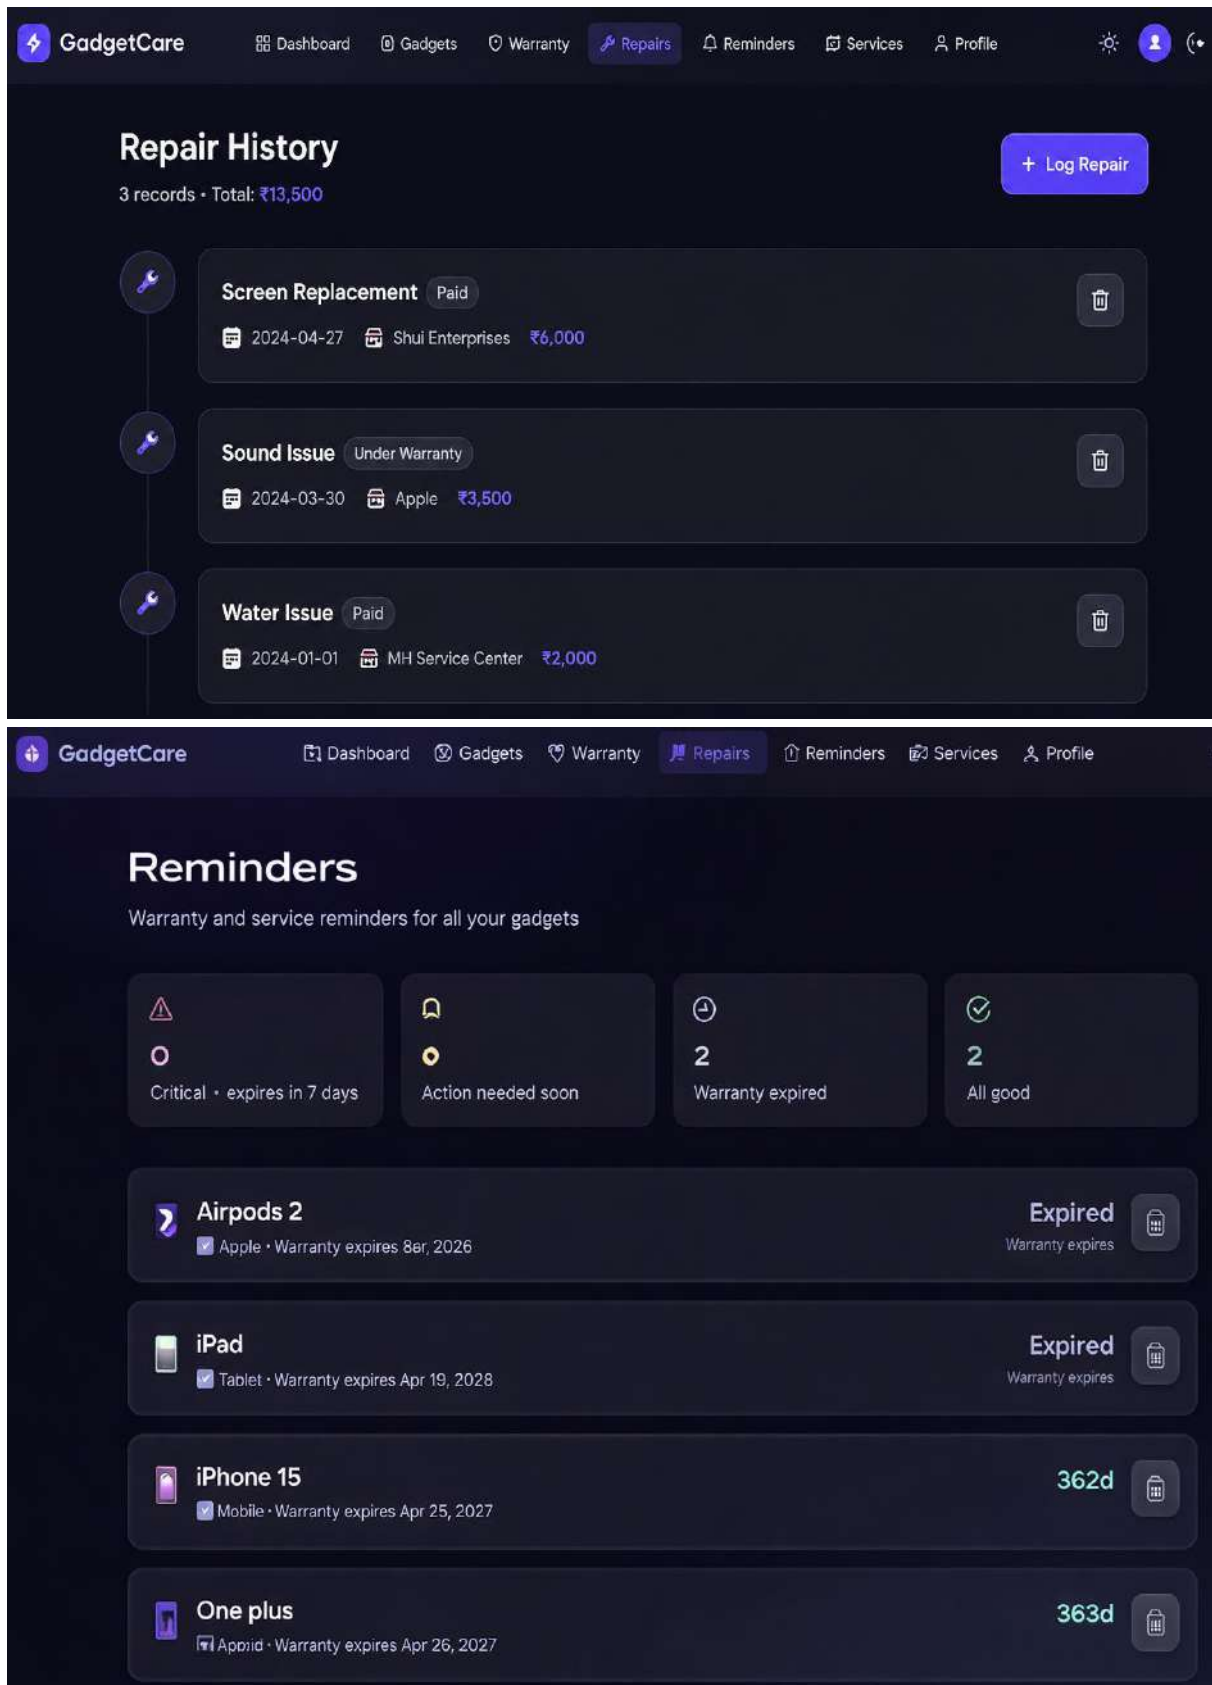 GadgetCare Dashboard Gadgets Warranty Repairs Reminders Services Profile
Repair History
+ Log Repair
3 records • Total: ₹13,500
Screen Replacement Paid
2024-04-27 Shui Enterprises ₹6,000
Sound Issue Under Warranty
2024-03-30 Apple ₹3,500
Water Issue Paid
2024-01-01 MH Service Center ₹2,000
GadgetCare Dashboard Gadgets Warranty Repairs Reminders Services Profile
Reminders
Warranty and service reminders for all your gadgets
0 0 2 2
Critical • expires in 7 days Action needed soon Warranty expired All good
Airpods 2 Expired
Apple • Warranty expires 2026 Warranty expires
iPad Expired
Tablet • Warranty expires Apr 19, 2028 Warranty expires
iPhone 15 362d
Mobile • Warranty expires Apr 25, 2027
One plus 363d
Warranty expires Apr 26, 2027